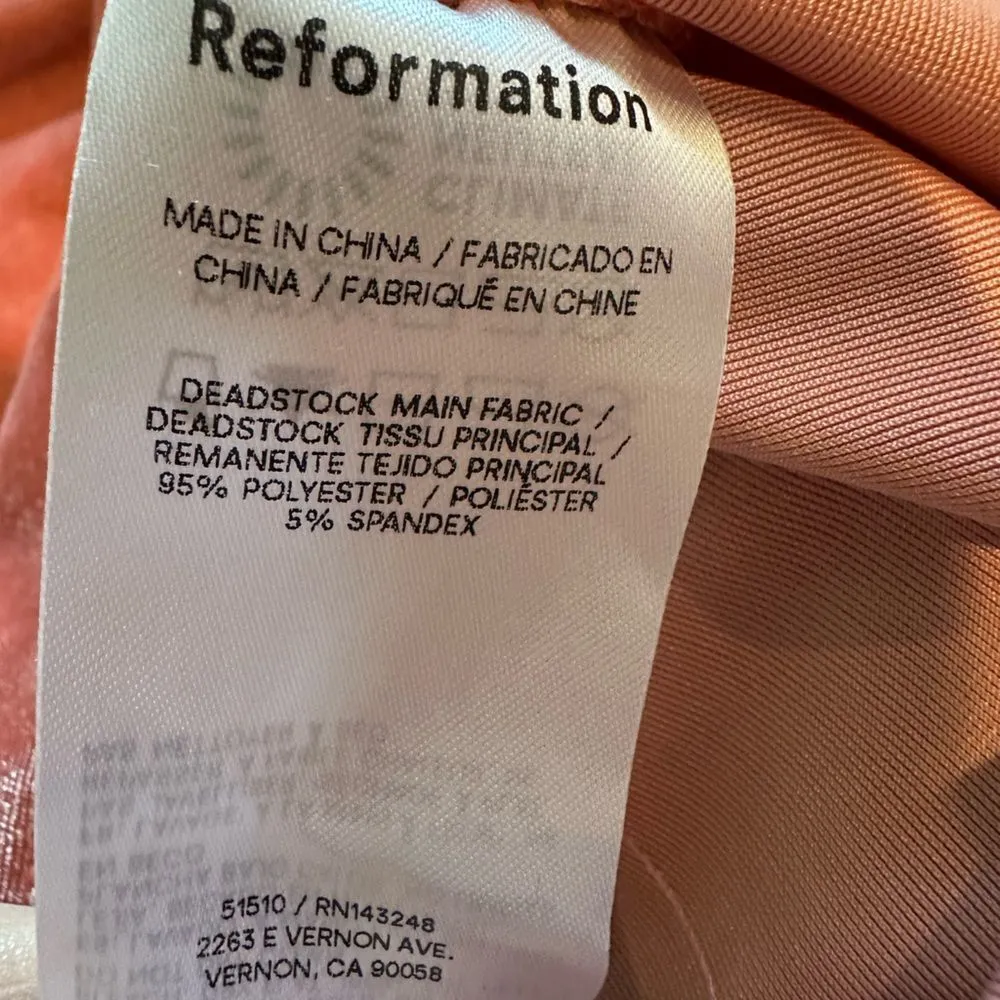 Reformation
MADE IN CHINA / FABRICADO EN
CHINA / FABRIQUÉ EN CHINE
DEADSTOCK MAIN FABRIC /
DEADSTOCK TISSU PRINCIPAL /
REMANENTE TEJIDO PRINCIPAL
95% POLYESTER / POLIÉSTER
5% SPANDEX
51510 / RN143248
2263 E VERNON AVE.
VERNON, CA 90058